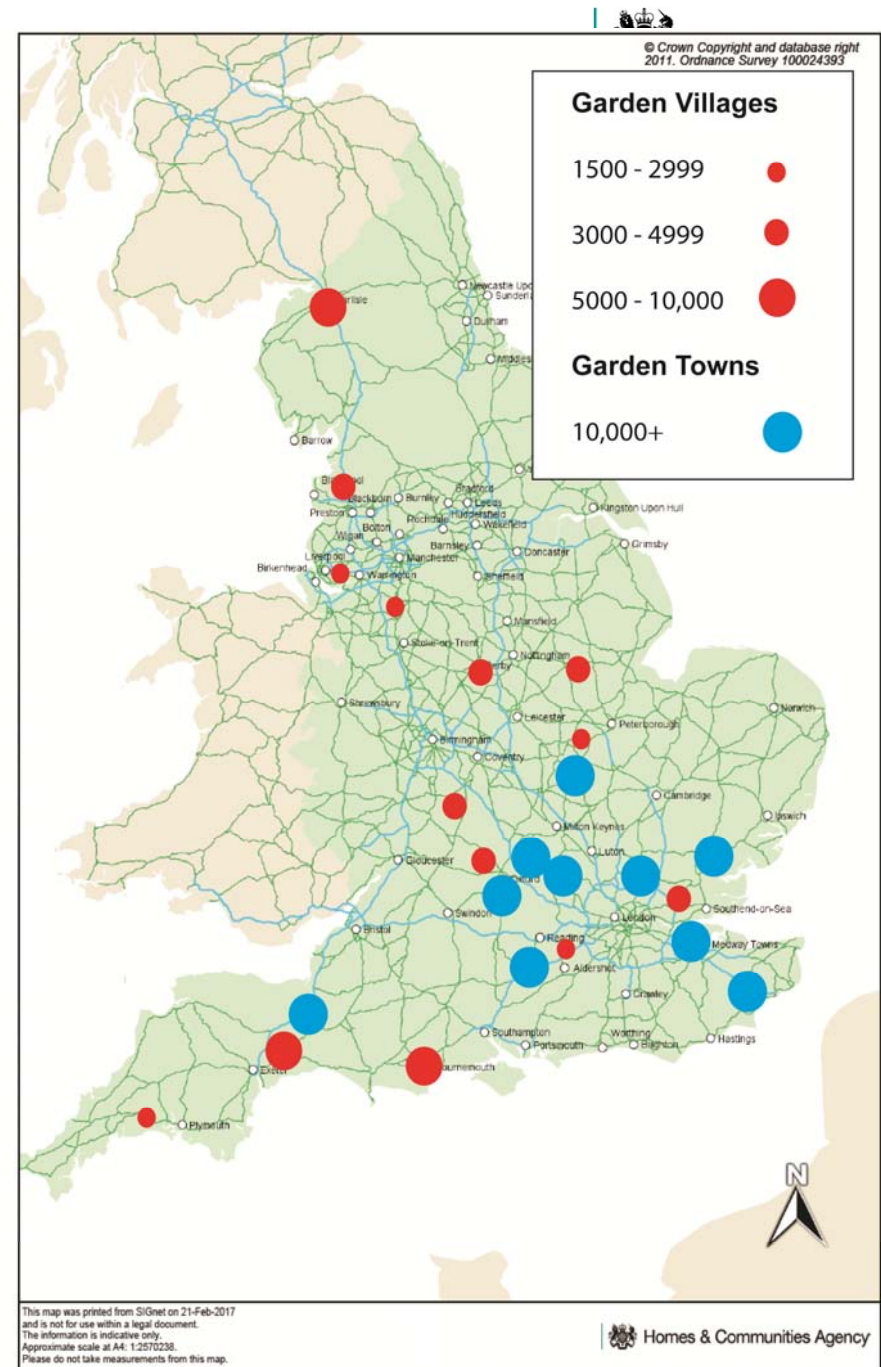 © Crown Copyright and database right
2011. Ordnance Survey 100024393
Garden Villages
1500 - 2999
3000 - 4999
5000 - 10,000
Garden Towns
10,000+
Sunderla
Durham
Barrow
Burnley
Bradford
Leeds
Preston
Blackburn
Huddersfield
Kingston Upon Hull
Bolton
Rochdale
Wakefield
Wigan
Barnsley
Doncaster
Grimsby
Liverpool
Manchester
Birkenhead
Warrington
Sheffield
Mansfield
Stoke-on-Trent
Nottingham
Shrewsbury
Leicester
Peterborough
Norwich
Birmingham
Coventry
Cambridge
Ipswich
Milton Keynes
Luton
Gloucester
Swindon
London
Southend-on-Sea
Bristol
Reading
Medway Towns
Aldershot
Crawley
Southampton
Portsmouth
Worthing
Brighton
Hastings
Exeter
ournemouth
Plymouth
N
This map was printed from SIGnet on 21-Feb-2017
and is not for use within a legal document.
The information is indicative only.
Approximate scale at A4: 1:2570238.
Please do not take measurements from this map.
Homes & Communities Agency